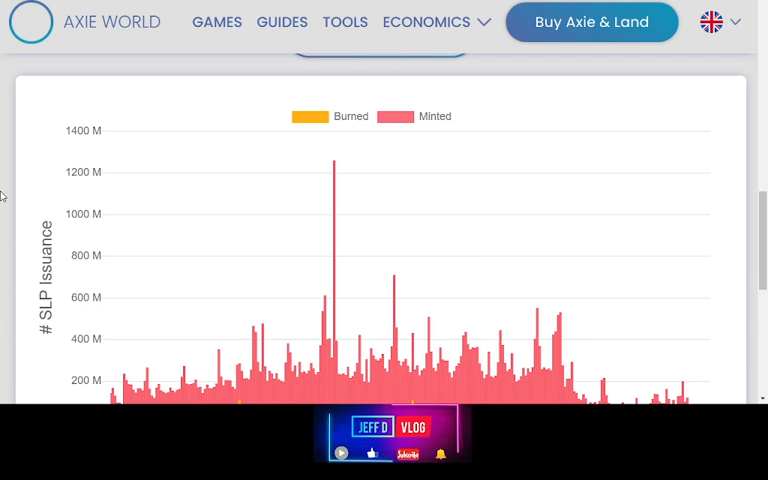 AXIE WORLD GAMES GUIDES TOOLS ECONOMICS Buy Axie & Land
Burned Minted
1400 M
1200 M
1000 M
800 M
600 M
400 M
200 M
# SLP Issuance
JEFF D VLOG
Subscribe